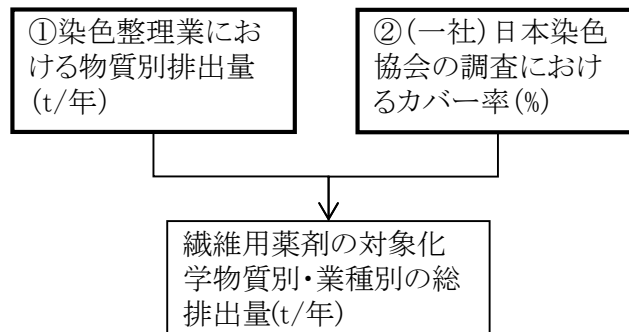 ①染色整理業にお
ける物質別排出量
(t/年)
②(一社)日本染色
協会の調査におけ
るカバー率(%)
繊維用薬剤の対象化
学物質別・業種別の総
排出量(t/年)